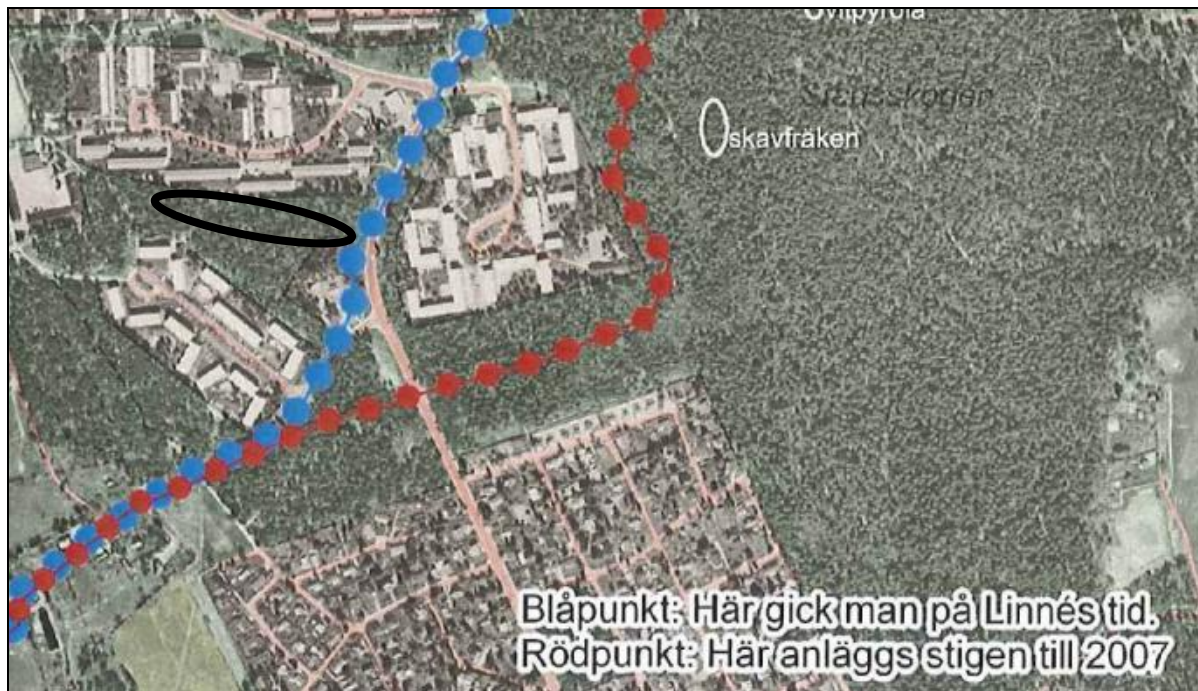 skavfräken
Blåpunkt: Här gick man på Linnés tid.
Rödpunkt: Här anläggs stigen till 2007